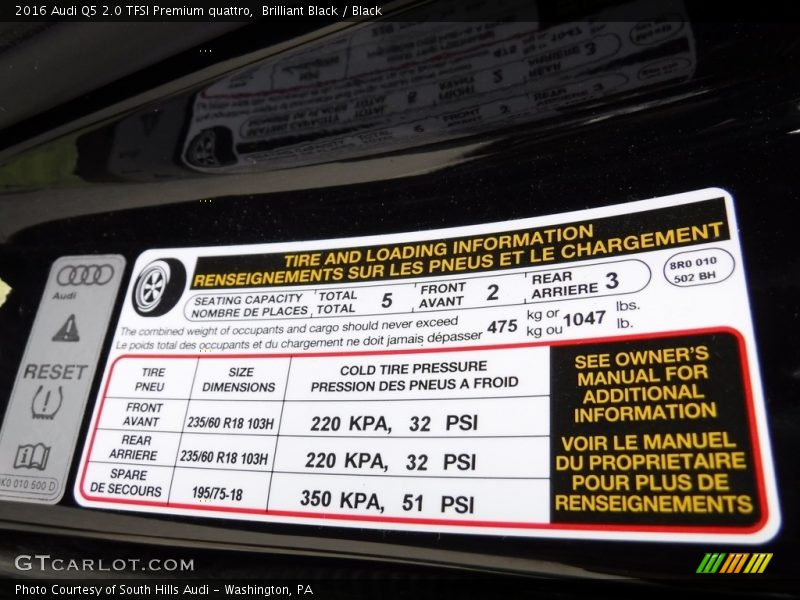 2016 Audi Q5 2.0 TFSI Premium quattro, Brilliant Black / Black
TIRE AND LOADING INFORMATION
RENSEIGNEMENTS SUR LES PNEUS ET LE CHARGEMENT
SEATING CAPACITY TOTAL 5 FRONT 2 REAR 3
NOMBRE DE PLACES TOTAL AVANT ARRIERE
8R0 010
502 BH
The combined weight of occupants and cargo should never exceed 475 kg or 1047 lbs.
Le poids total des occupants et du chargement ne doit jamais dépasser kg ou lb.
TIRE SIZE COLD TIRE PRESSURE
PNEU DIMENSIONS PRESSION DES PNEUS A FROID
FRONT
AVANT 235/60 R18 103H 220 KPA, 32 PSI
REAR
ARRIERE 235/60 R18 103H 220 KPA, 32 PSI
SPARE
DE SECOURS 195/75-18 350 KPA, 51 PSI
SEE OWNER'S
MANUAL FOR
ADDITIONAL
INFORMATION
VOIR LE MANUEL
DU PROPRIETAIRE
POUR PLUS DE
RENSEIGNEMENTS
Audi
RESET
K0 010 500 D
GTCARLOT.COM
Photo Courtesy of South Hills Audi - Washington, PA